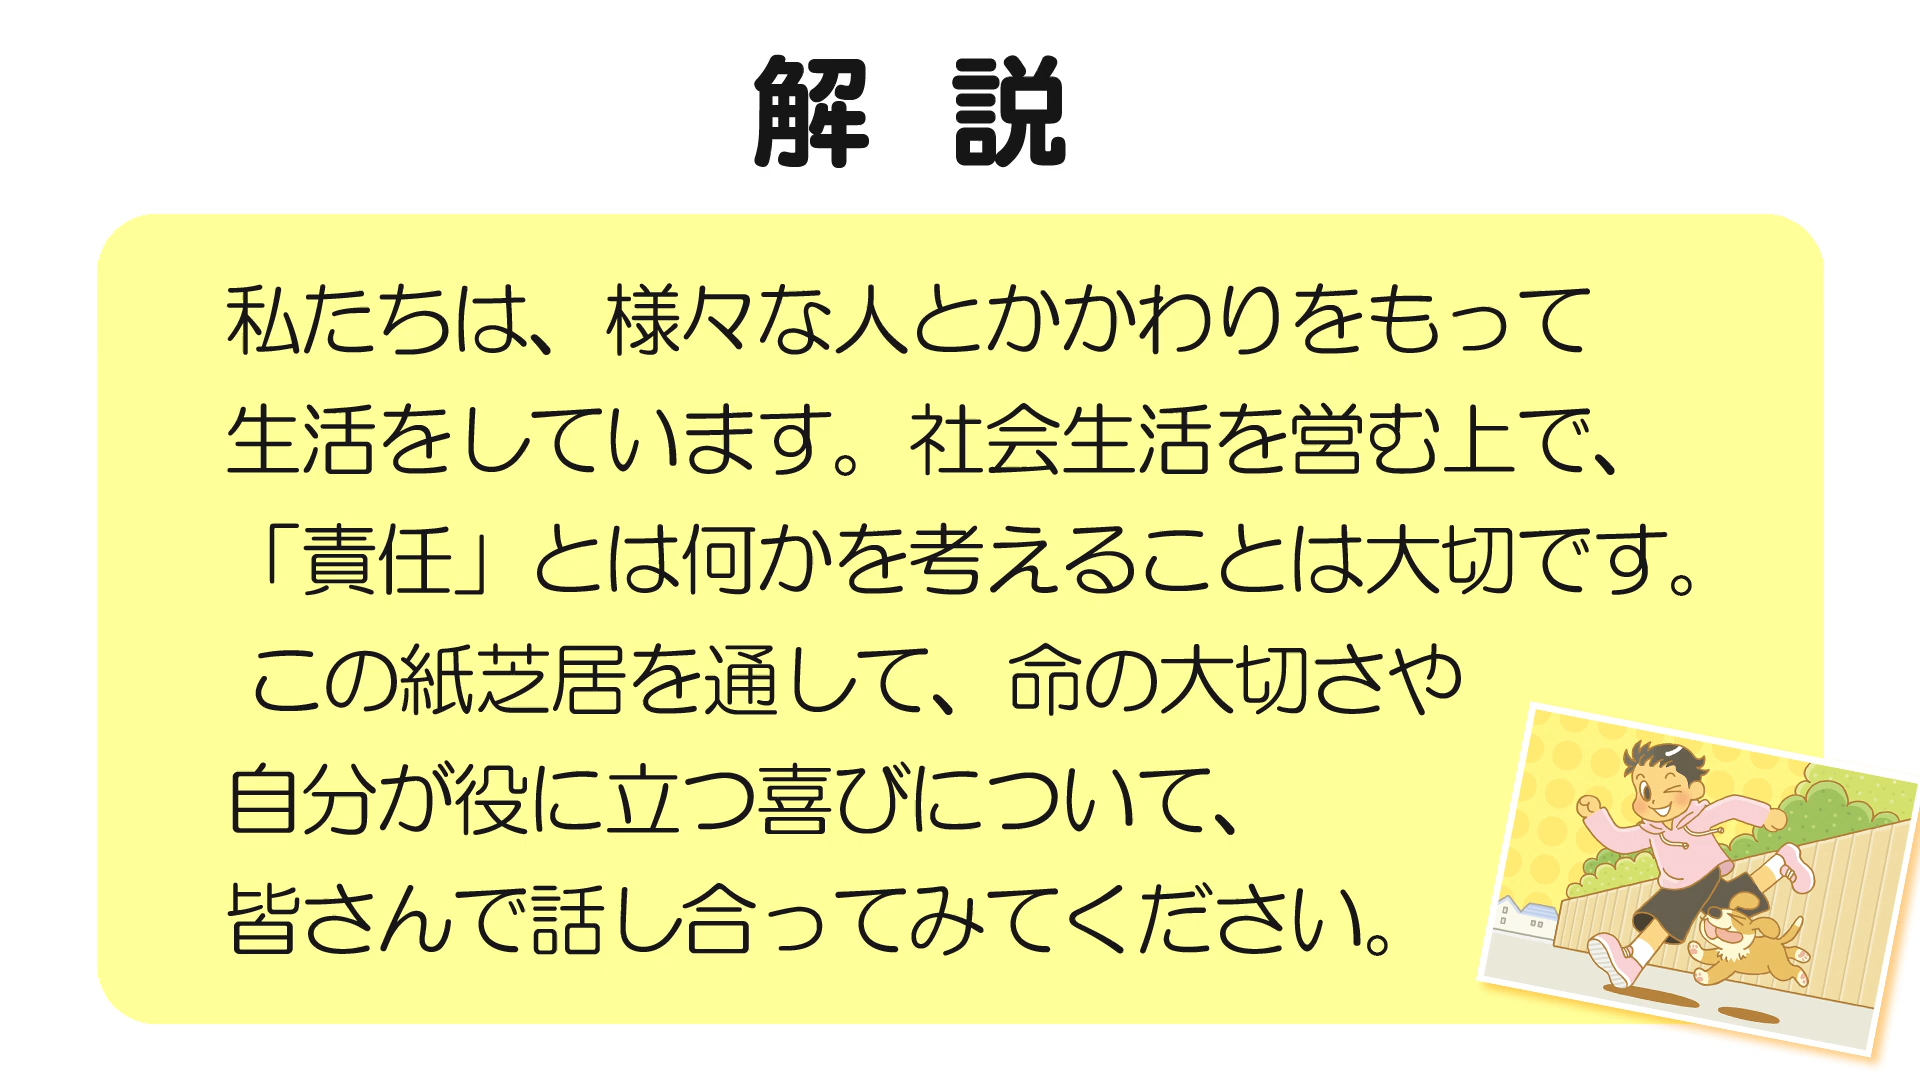 解 説
私たちは、様々な人とかかわりをもって
生活をしています。社会生活を営む上で、
「責任」とは何かを考えることは大切です。
この紙芝居を通して、命の大切さや
自分が役に立つ喜びについて、
皆さんで話し合ってみてください。